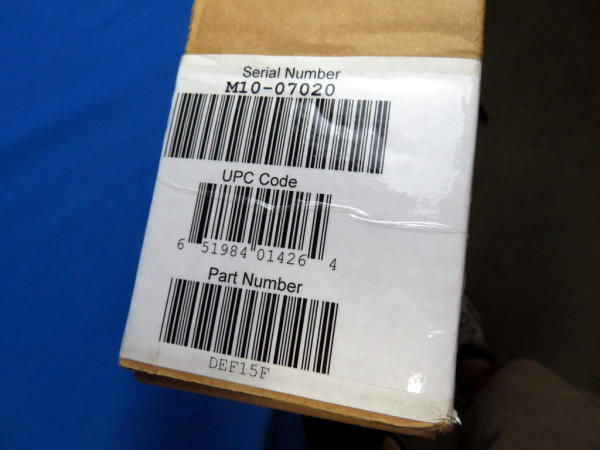 Serial Number
M10-07020
UPC Code
6 51984 01426 4
Part Number
DEF15F